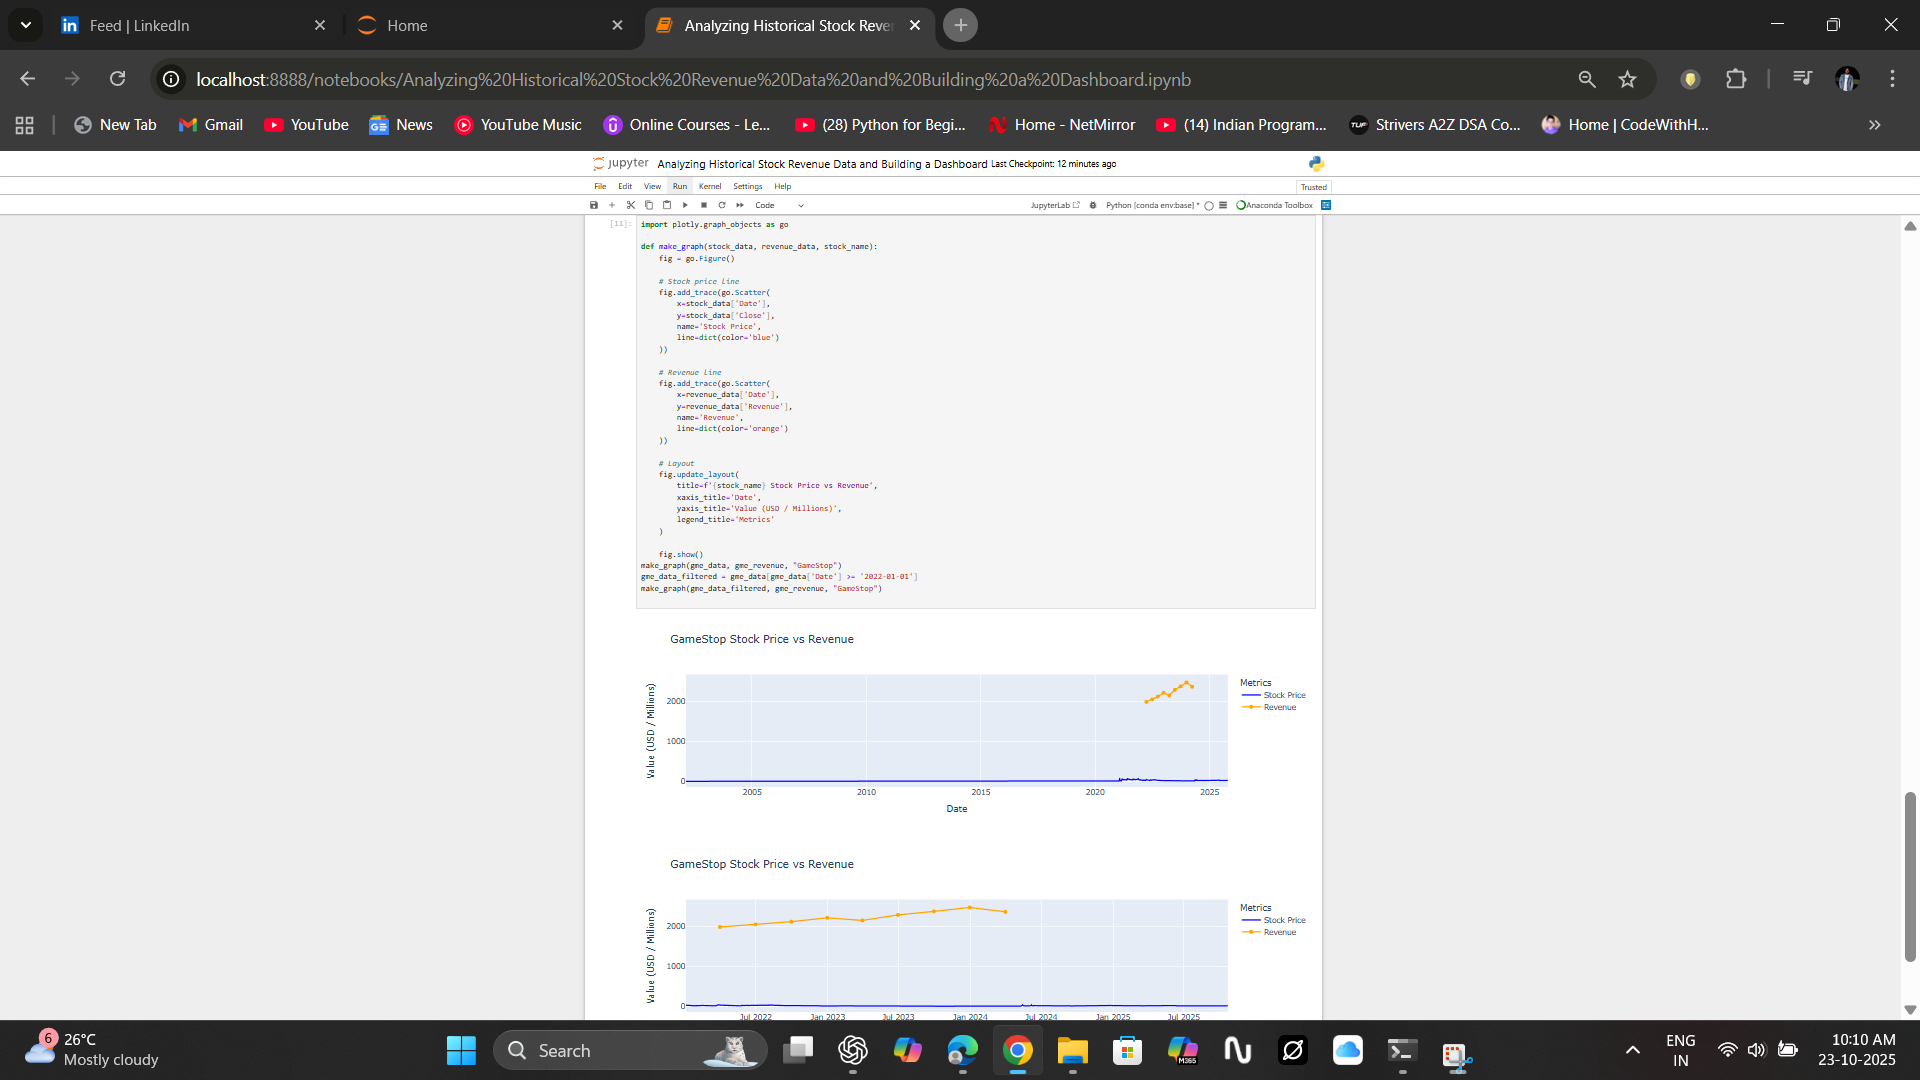 Feed | LinkedIn
Home
Analyzing Historical Stock Reve
localhost:8888/notebooks/Analyzing%20Historical%20Stock%20Revenue%20Data%20and%20Building%20a%20Dashboard.ipynb
New Tab
Gmail
YouTube
News
YouTube Music
Online Courses - Le...
(28) Python for Begi...
Home - NetMirror
(14) Indian Program...
TUF
Strivers A2Z DSA Co...
Home | CodeWithH...
jupyter Analyzing Historical Stock Revenue Data and Building a Dashboard Last Checkpoint: 12 minutes ago
File Edit View Run Kernel Settings Help
Trusted
Code
JupyterLab
Python [conda env:base] *
Anaconda Toolbox
[11]:
import plotly.graph_objects as go
def make_graph(stock_data, revenue_data, stock_name):
fig = go.Figure()
# Stock price line
fig.add_trace(go.Scatter(
x=stock_data['Date'],
y=stock_data['Close'],
name='Stock Price',
line=dict(color='blue')
))
# Revenue line
fig.add_trace(go.Scatter(
x=revenue_data['Date'],
y=revenue_data['Revenue'],
name='Revenue',
line=dict(color='orange')
))
# Layout
fig.update_layout(
title=f'{stock_name} Stock Price vs Revenue',
xaxis_title='Date',
yaxis_title='Value (USD / Millions)',
legend_title='Metrics'
)
fig.show()
make_graph(gme_data, gme_revenue, "GameStop")
gme_data_filtered = gme_data[gme_data['Date'] >= '2022-01-01']
make_graph(gme_data_filtered, gme_revenue, "GameStop")
GameStop Stock Price vs Revenue
Value (USD / Millions)
2000
1000
0
2005 2010 2015 2020 2025
Date
Metrics
Stock Price
Revenue
GameStop Stock Price vs Revenue
Value (USD / Millions)
2000
1000
0
Jul 2022 Jan 2023 Jul 2023 Jan 2024 Jul 2024 Jan 2025 Jul 2025
Metrics
Stock Price
Revenue
6
26°C
Mostly cloudy
Search
M365
ENG
IN
10:10 AM
23-10-2025